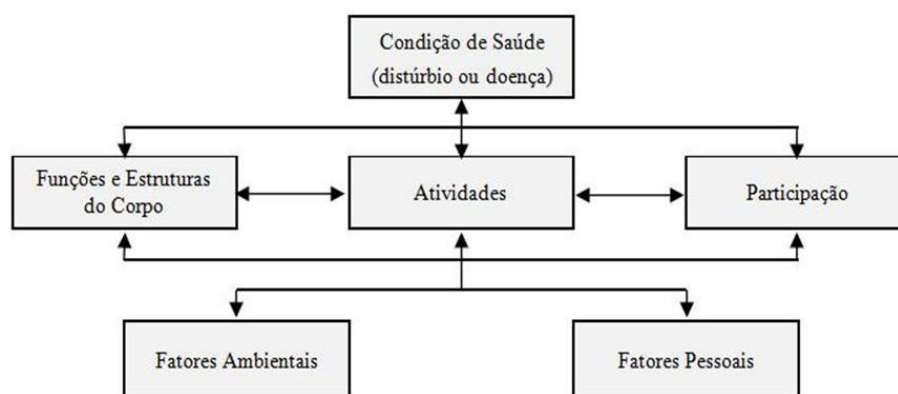 Condição de Saúde
(distúrbio ou doença)
Funções e Estruturas
do Corpo
Atividades
Participação
Fatores Ambientais
Fatores Pessoais